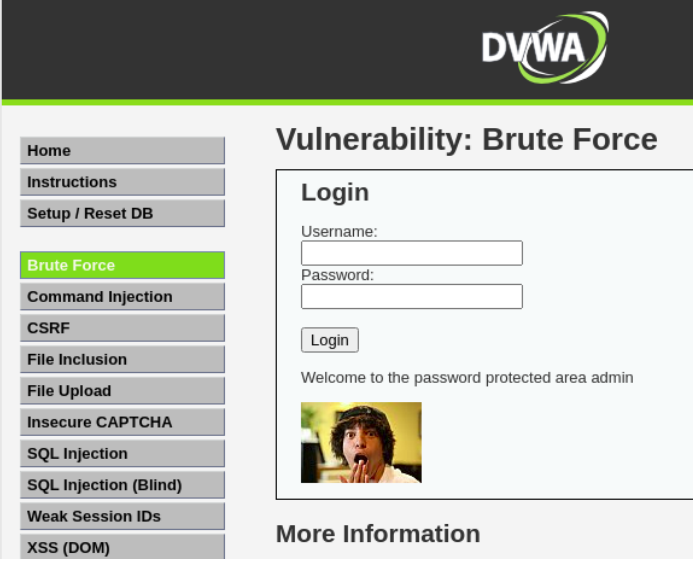 DVWA
Home
Instructions
Setup / Reset DB
Brute Force
Command Injection
CSRF
File Inclusion
File Upload
Insecure CAPTCHA
SQL Injection
SQL Injection (Blind)
Weak Session IDs
XSS (DOM)
Vulnerability: Brute Force
Login
Username:
Password:
Login
Welcome to the password protected area admin
More Information